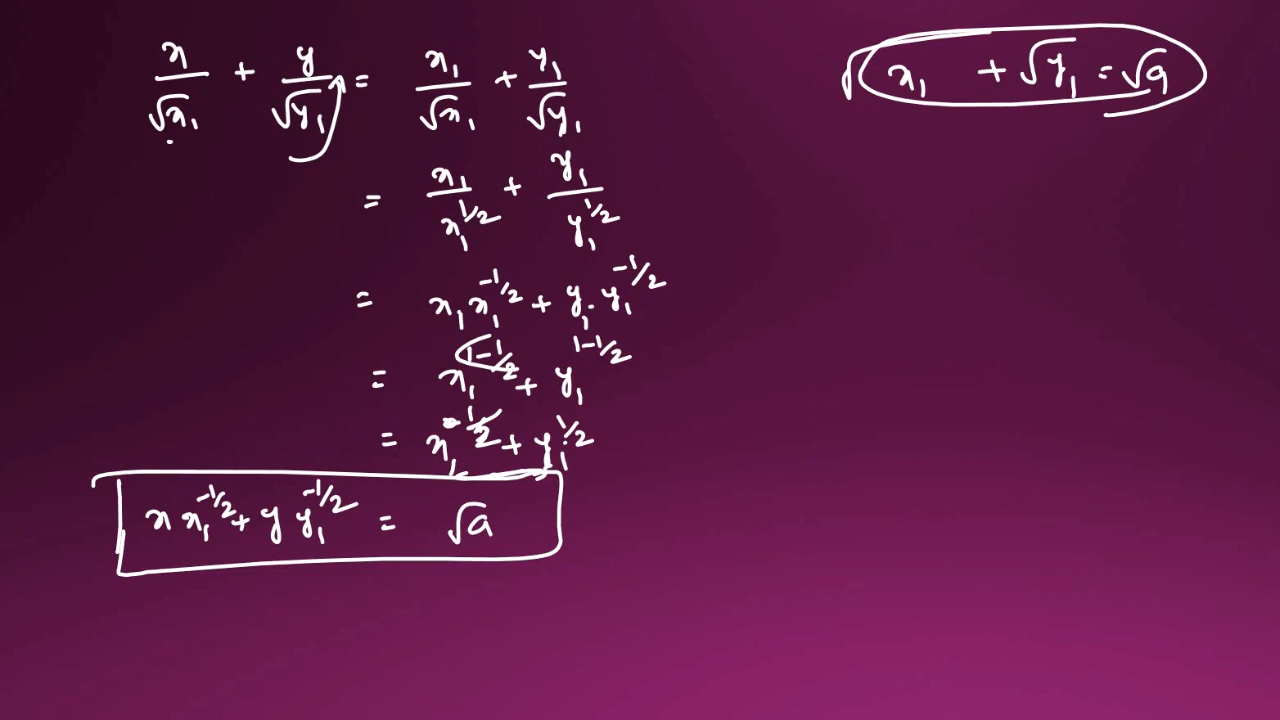 x/√x₁ + y/√y₁ = x₁/√x₁ + y₁/√y₁
√x₁ + √y₁ = √a
= x₁/x₁^1/2 + y₁/y₁^1/2
= x₁x₁^-1/2 + y₁.y₁^-1/2
= x₁^1-1/2 + y₁^1-1/2
= x₁^1/2 + y₁^1/2
x x₁^-1/2 + y y₁^-1/2 = √a